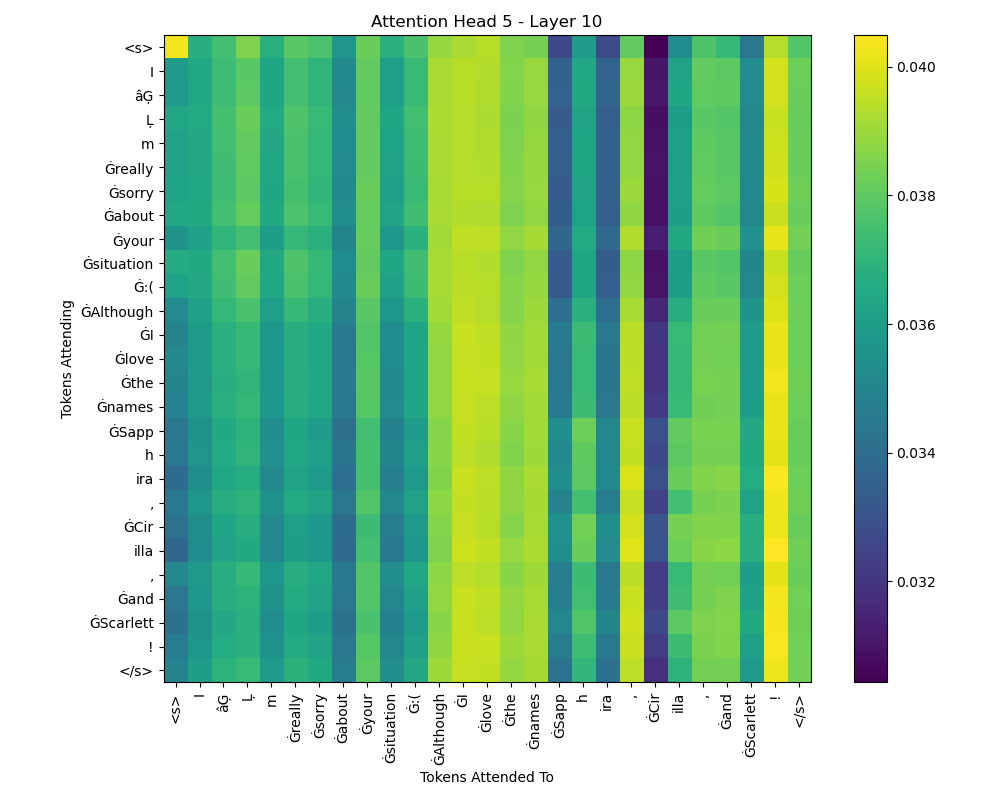 Attention Head 5 - Layer 10
Tokens Attending
<s>
I
âĢ
Ļ
m
Ġreally
Ġsorry
Ġabout
Ġyour
Ġsituation
Ġ:(
ĠAlthough
ĠI
Ġlove
Ġthe
Ġnames
ĠSapp
h
ira
,
ĠCir
illa
,
Ġand
ĠScarlett
!
</s>
<s>
I
âĢ
Ļ
m
Ġreally
Ġsorry
Ġabout
Ġyour
Ġsituation
Ġ:(
ĠAlthough
ĠI
Ġlove
Ġthe
Ġnames
ĠSapp
h
ira
,
ĠCir
illa
,
Ġand
ĠScarlett
!
</s>
Tokens Attended To
0.040
0.038
0.036
0.034
0.032